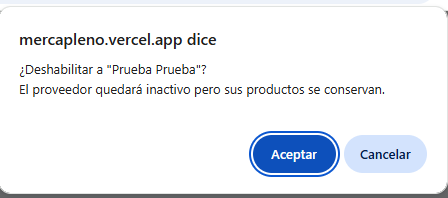 mercapleno.vercel.app dice
¿Deshabilitar a "Prueba Prueba"?
El proveedor quedará inactivo pero sus productos se conservan.
Aceptar
Cancelar